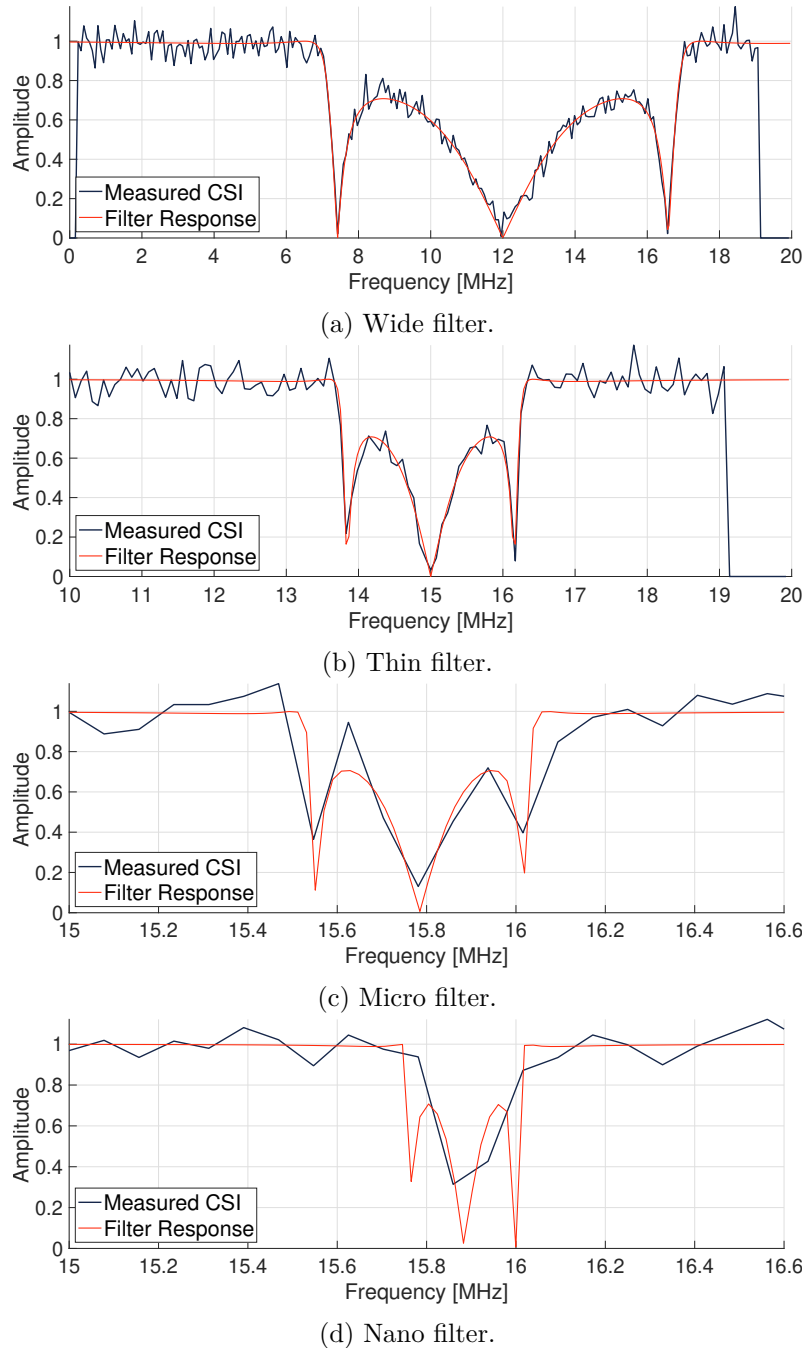 Amplitude
1
0.8
0.6
0.4
0.2
0
Measured CSI
Filter Response
0 2 4 6 8 10 12 14 16 18 20
Frequency [MHz]
(a) Wide filter.
Amplitude
1
0.8
0.6
0.4
0.2
0
Measured CSI
Filter Response
10 11 12 13 14 15 16 17 18 19 20
Frequency [MHz]
(b) Thin filter.
Amplitude
1
0.8
0.6
0.4
0.2
0
Measured CSI
Filter Response
15 15.2 15.4 15.6 15.8 16 16.2 16.4 16.6
Frequency [MHz]
(c) Micro filter.
Amplitude
1
0.8
0.6
0.4
0.2
0
Measured CSI
Filter Response
15 15.2 15.4 15.6 15.8 16 16.2 16.4 16.6
Frequency [MHz]
(d) Nano filter.